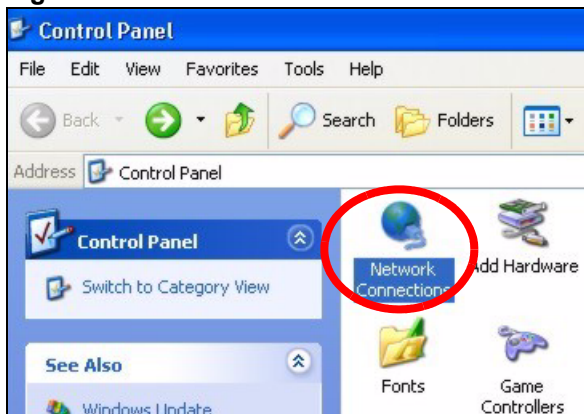 Control Panel
File Edit View Favorites Tools Help
Back Search Folders
Address Control Panel
Control Panel
Switch to Category View
See Also
Windows Update
Network
Connections
Add Hardware
Fonts
Game
Controllers